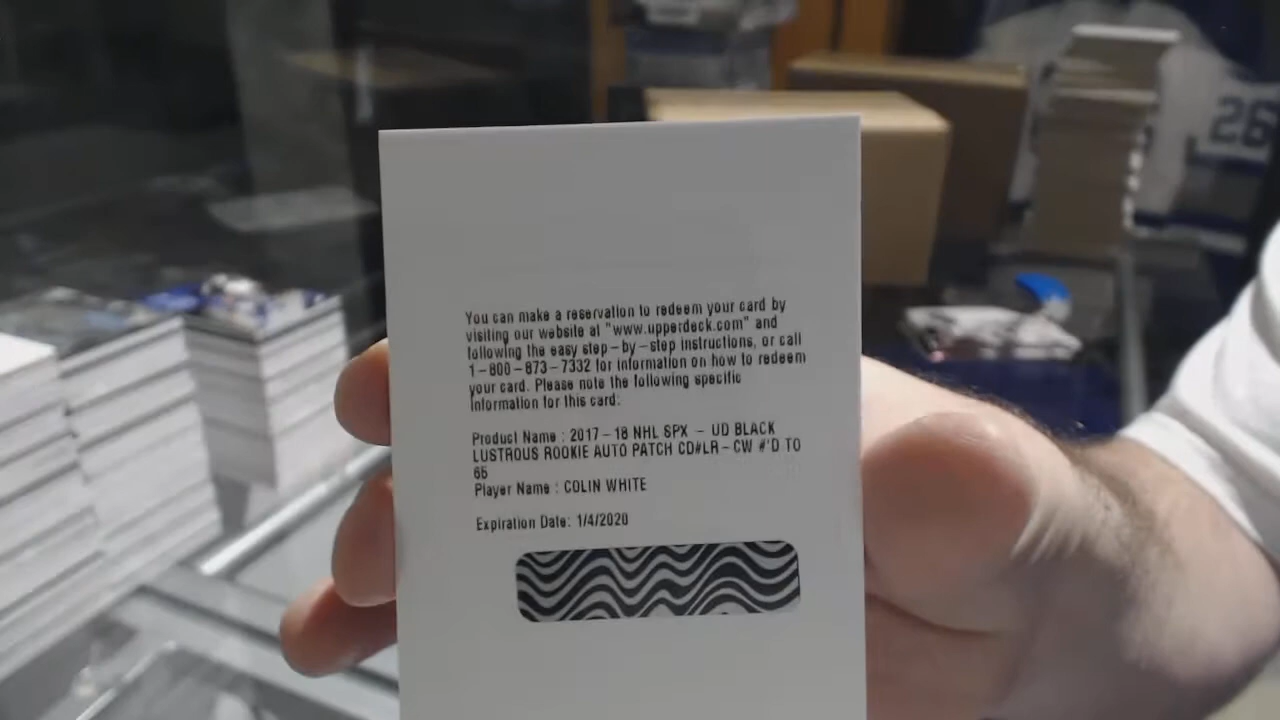 You can make a reservation to redeem your card by
visiting our website at "www.upperdeck.com" and
following the easy step-by-step instructions, or call
1-800-873-7332 for information on how to redeem
your card. Please note the following specific
information for this card:
Product Name : 2017-18 NHL SPX - UD BLACK
LUSTROUS ROOKIE AUTO PATCH CD#LR-CW #'D TO
65
Player Name : COLIN WHITE
Expiration Date: 1/4/2020
26